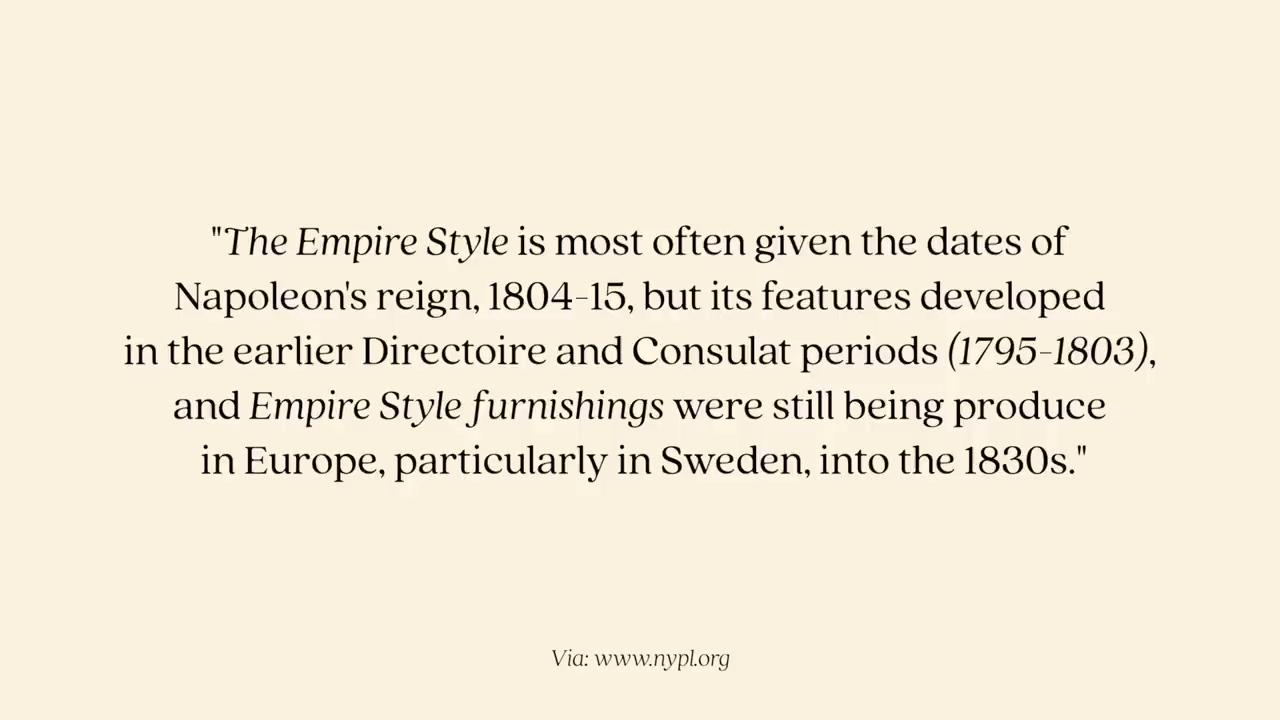 "The Empire Style is most often given the dates of
Napoleon's reign, 1804-15, but its features developed
in the earlier Directoire and Consulat periods (1795-1803),
and Empire Style furnishings were still being produce
in Europe, particularly in Sweden, into the 1830s."
Via: www.nypl.org